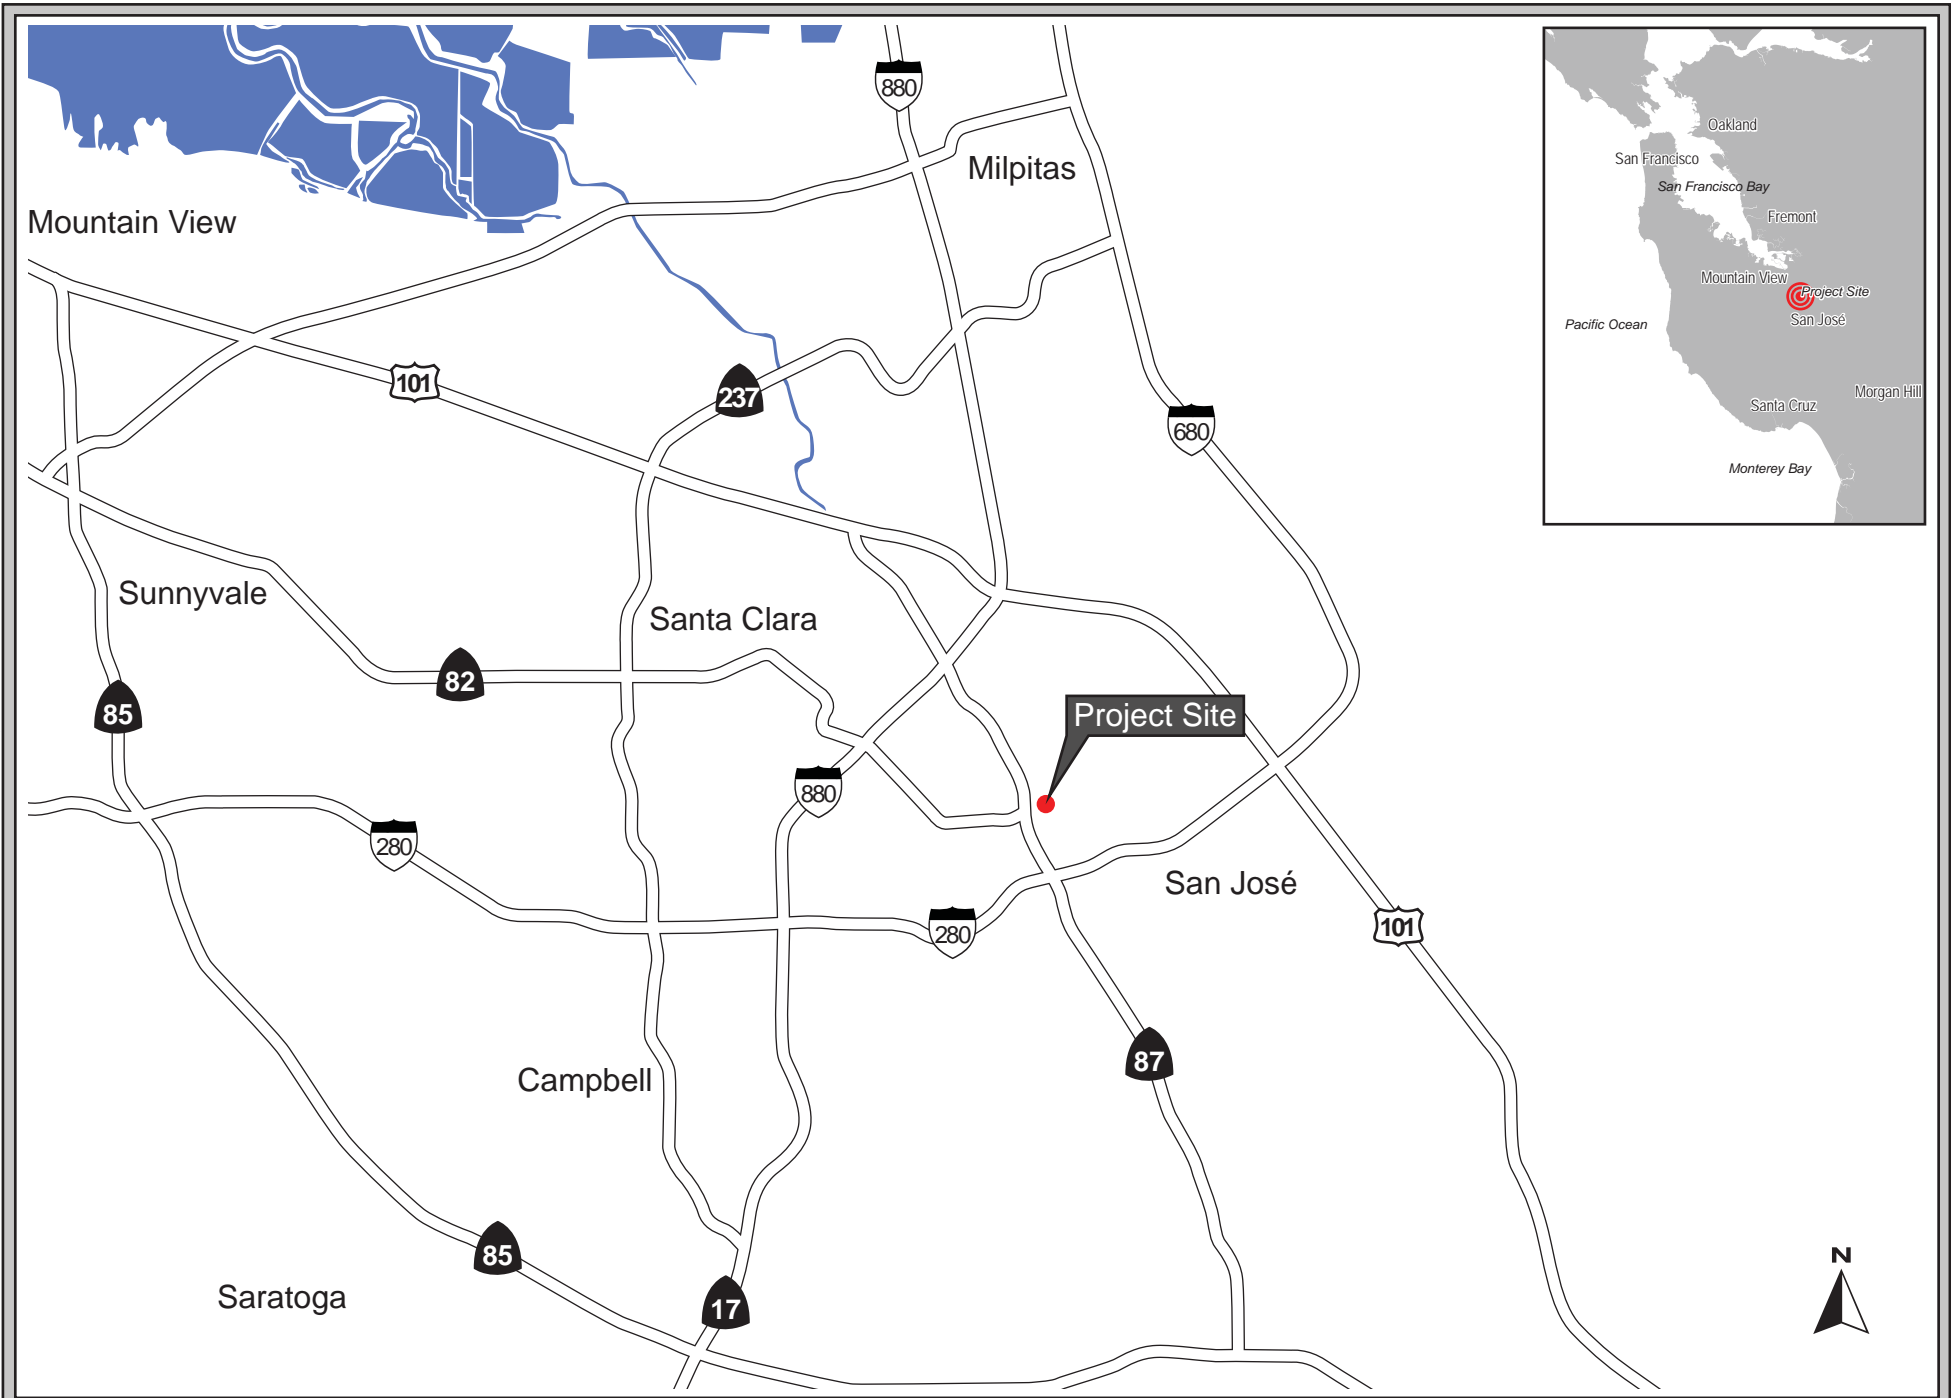 880
Milpitas
Mountain View
101
237
680
Sunnyvale
Santa Clara
82
85
Project Site
880
280
San José
280
101
Campbell
87
85
Saratoga
17
N
Oakland
San Francisco
San Francisco Bay
Fremont
Mountain View
Project Site
San José
Pacific Ocean
Morgan Hill
Santa Cruz
Monterey Bay